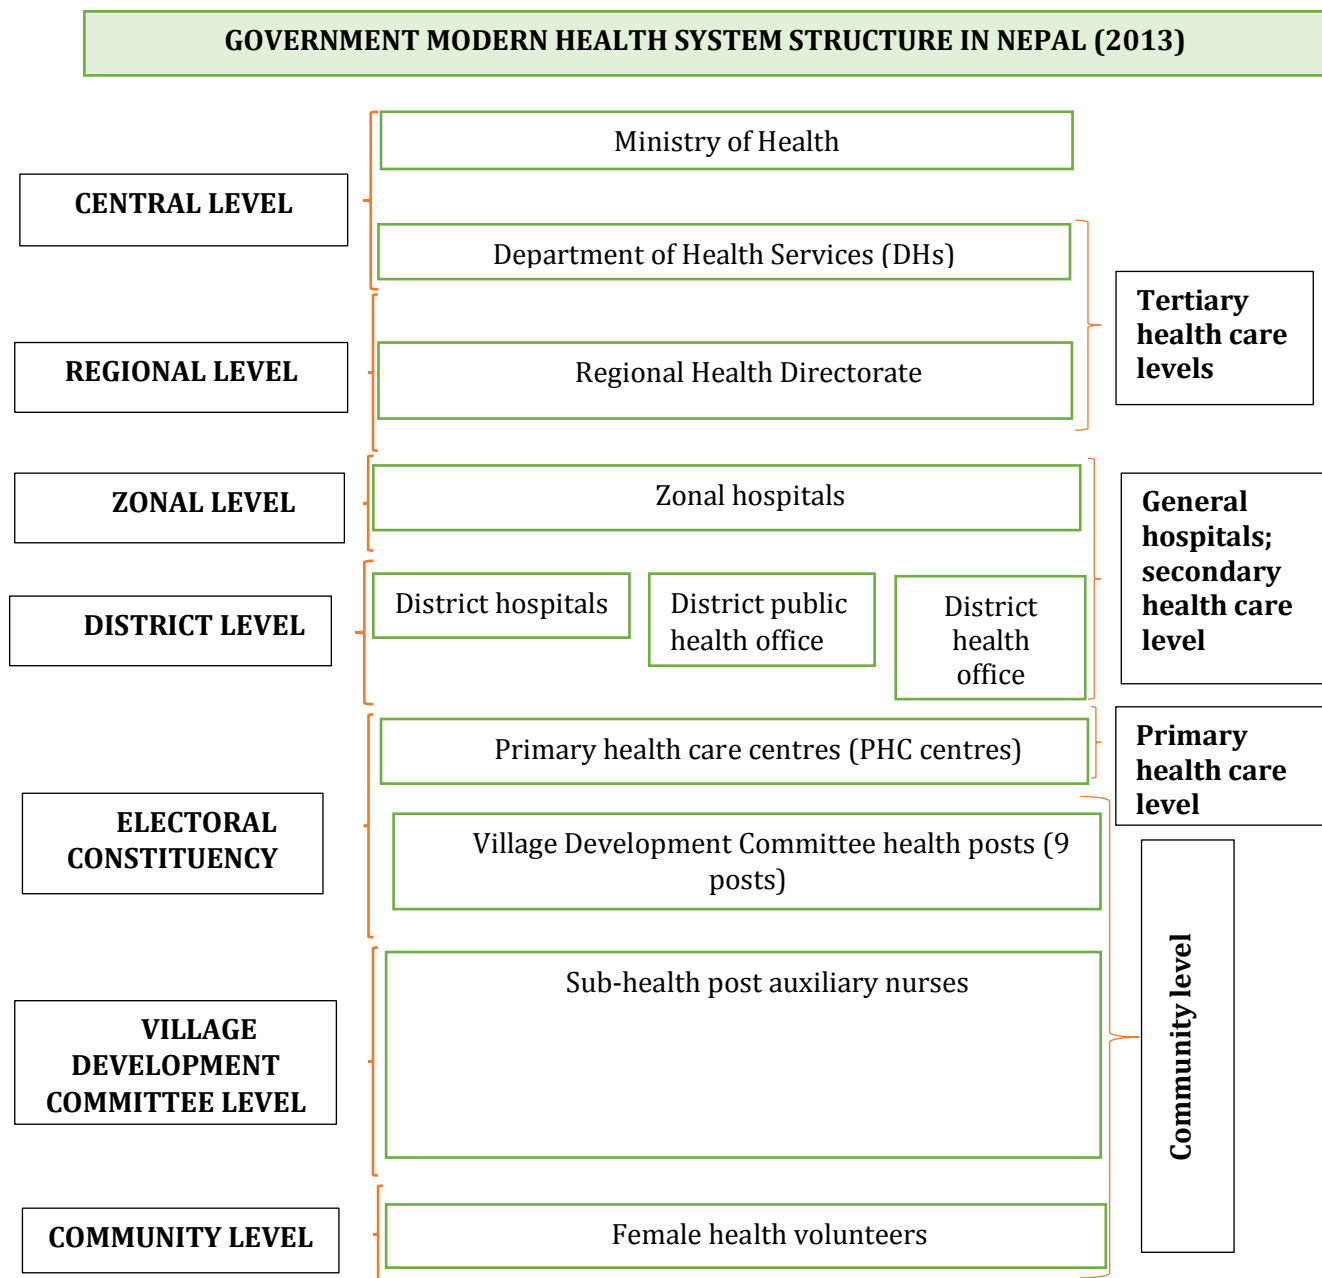 GOVERNMENT MODERN HEALTH SYSTEM STRUCTURE IN NEPAL (2013)
CENTRAL LEVEL
Ministry of Health
Department of Health Services (DHs)
Tertiary
health care
levels
REGIONAL LEVEL
Regional Health Directorate
ZONAL LEVEL
Zonal hospitals
General
hospitals;
secondary
health care
level
DISTRICT LEVEL
District hospitals
District public
health office
District
health
office
ELECTORAL
CONSTITUENCY
Primary health care centres (PHC centres)
Primary
health care
level
Village Development Committee health posts (9
posts)
VILLAGE
DEVELOPMENT
COMMITTEE LEVEL
Sub-health post auxiliary nurses
Community level
COMMUNITY LEVEL
Female health volunteers